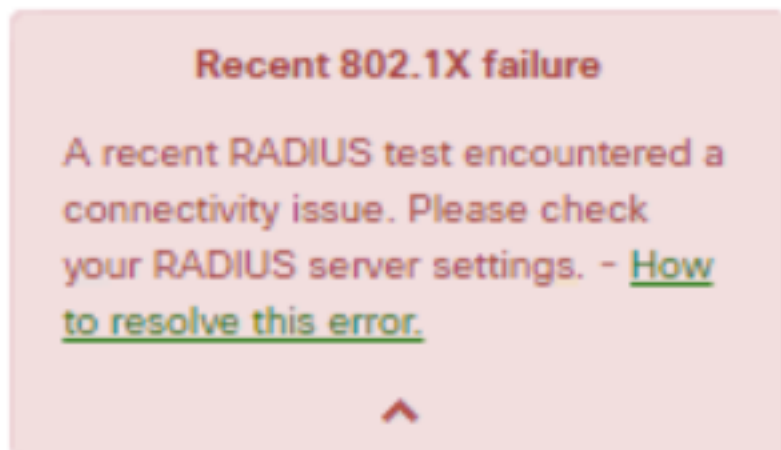 Recent 802.1X failure
A recent RADIUS test encountered a
connectivity issue. Please check
your RADIUS server settings. - How
to resolve this error.